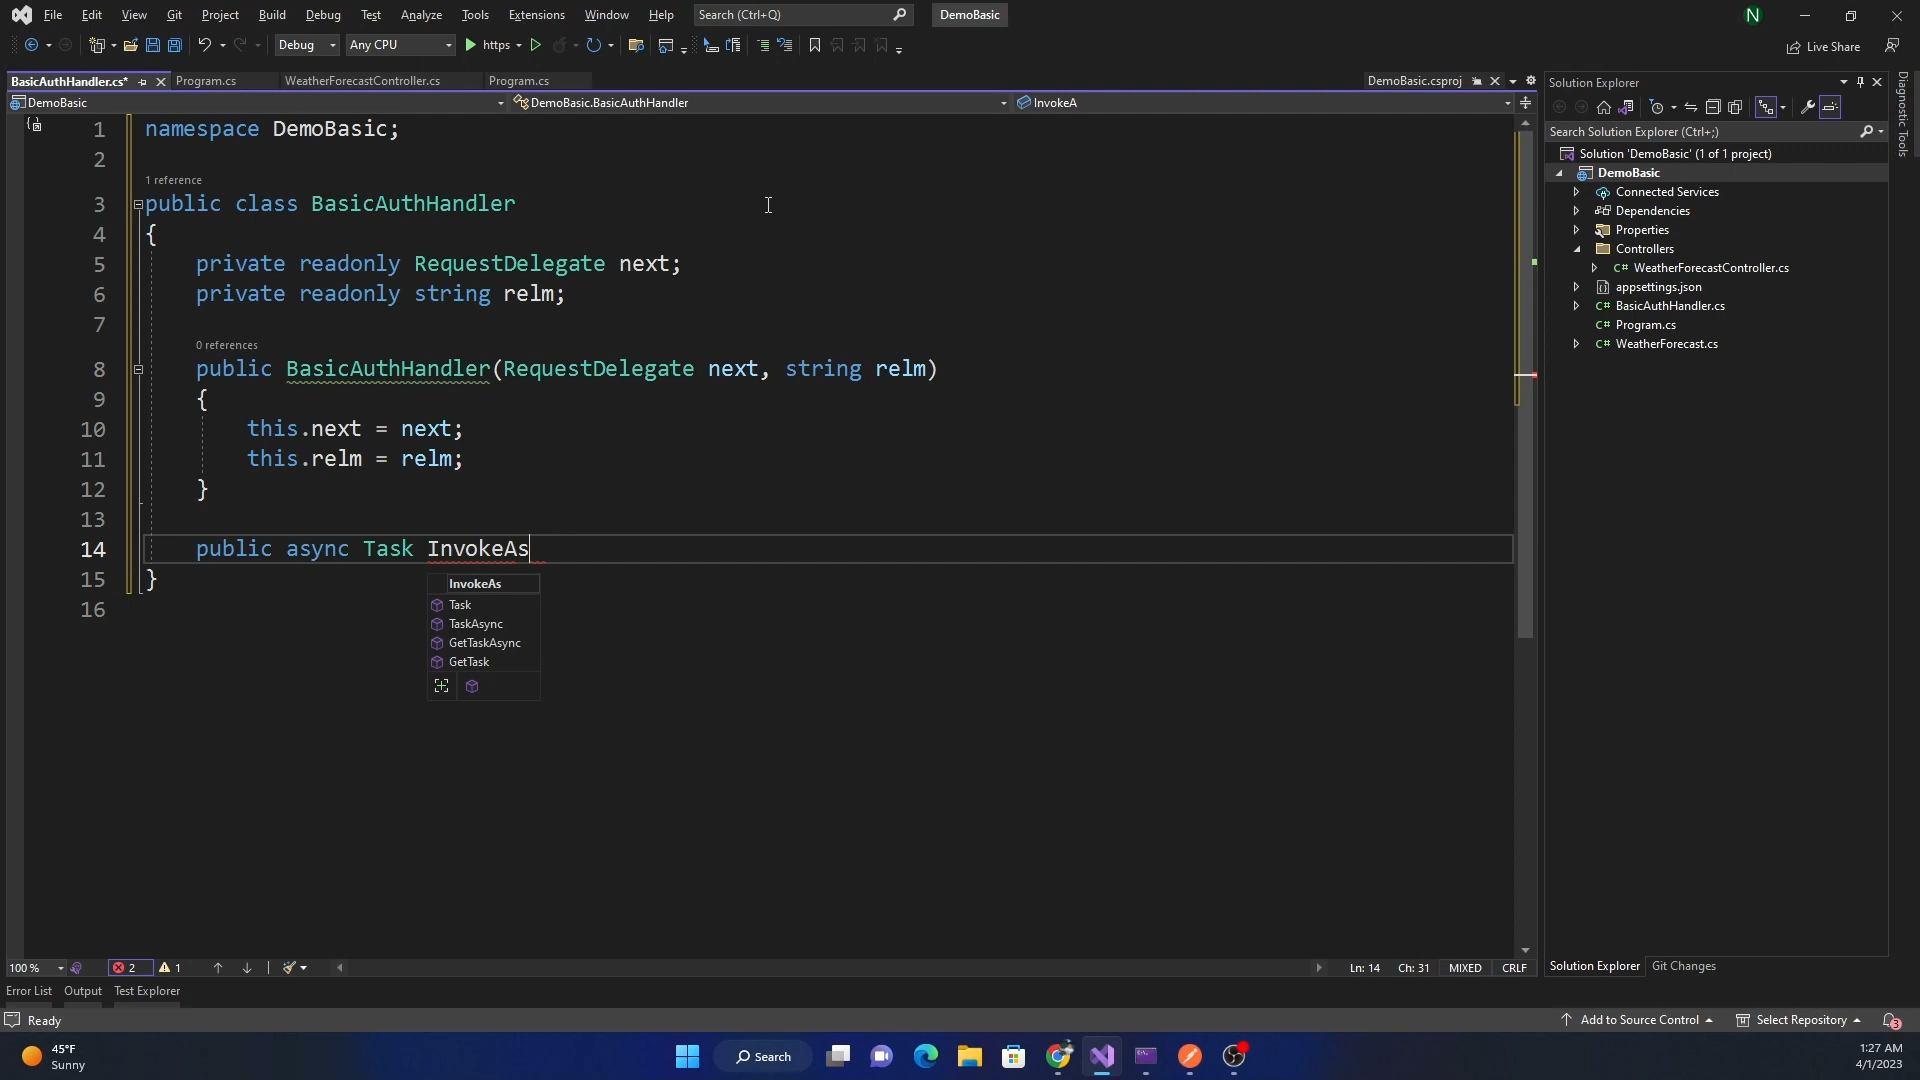 File Edit View Git Project Build Debug Test Analyze Tools Extensions Window Help Search (Ctrl+Q) DemoBasic N
Debug Any CPU https Live Share
BasicAuthHandler.cs* Program.cs WeatherForecastController.cs Program.cs DemoBasic.csproj
DemoBasic DemoBasic.BasicAuthHandler InvokeA
1 namespace DemoBasic;
2
1 reference
3 public class BasicAuthHandler
4 {
5 private readonly RequestDelegate next;
6 private readonly string relm;
7
0 references
8 public BasicAuthHandler(RequestDelegate next, string relm)
9 {
10 this.next = next;
11 this.relm = relm;
12 }
13
14 public async Task InvokeAs
15 }
16
InvokeAs
Task
TaskAsync
GetTaskAsync
GetTask
Solution Explorer
Search Solution Explorer (Ctrl+;)
Solution 'DemoBasic' (1 of 1 project)
DemoBasic
Connected Services
Dependencies
Properties
Controllers
C# WeatherForecastController.cs
appsettings.json
C# BasicAuthHandler.cs
C# Program.cs
C# WeatherForecast.cs
Diagnostic Tools
100 % 2 1 Ln: 14 Ch: 31 MIXED CRLF
Solution Explorer Git Changes
Error List Output Test Explorer
Ready Add to Source Control Select Repository 3
45°F
Sunny
Search
1:27 AM
4/1/2023